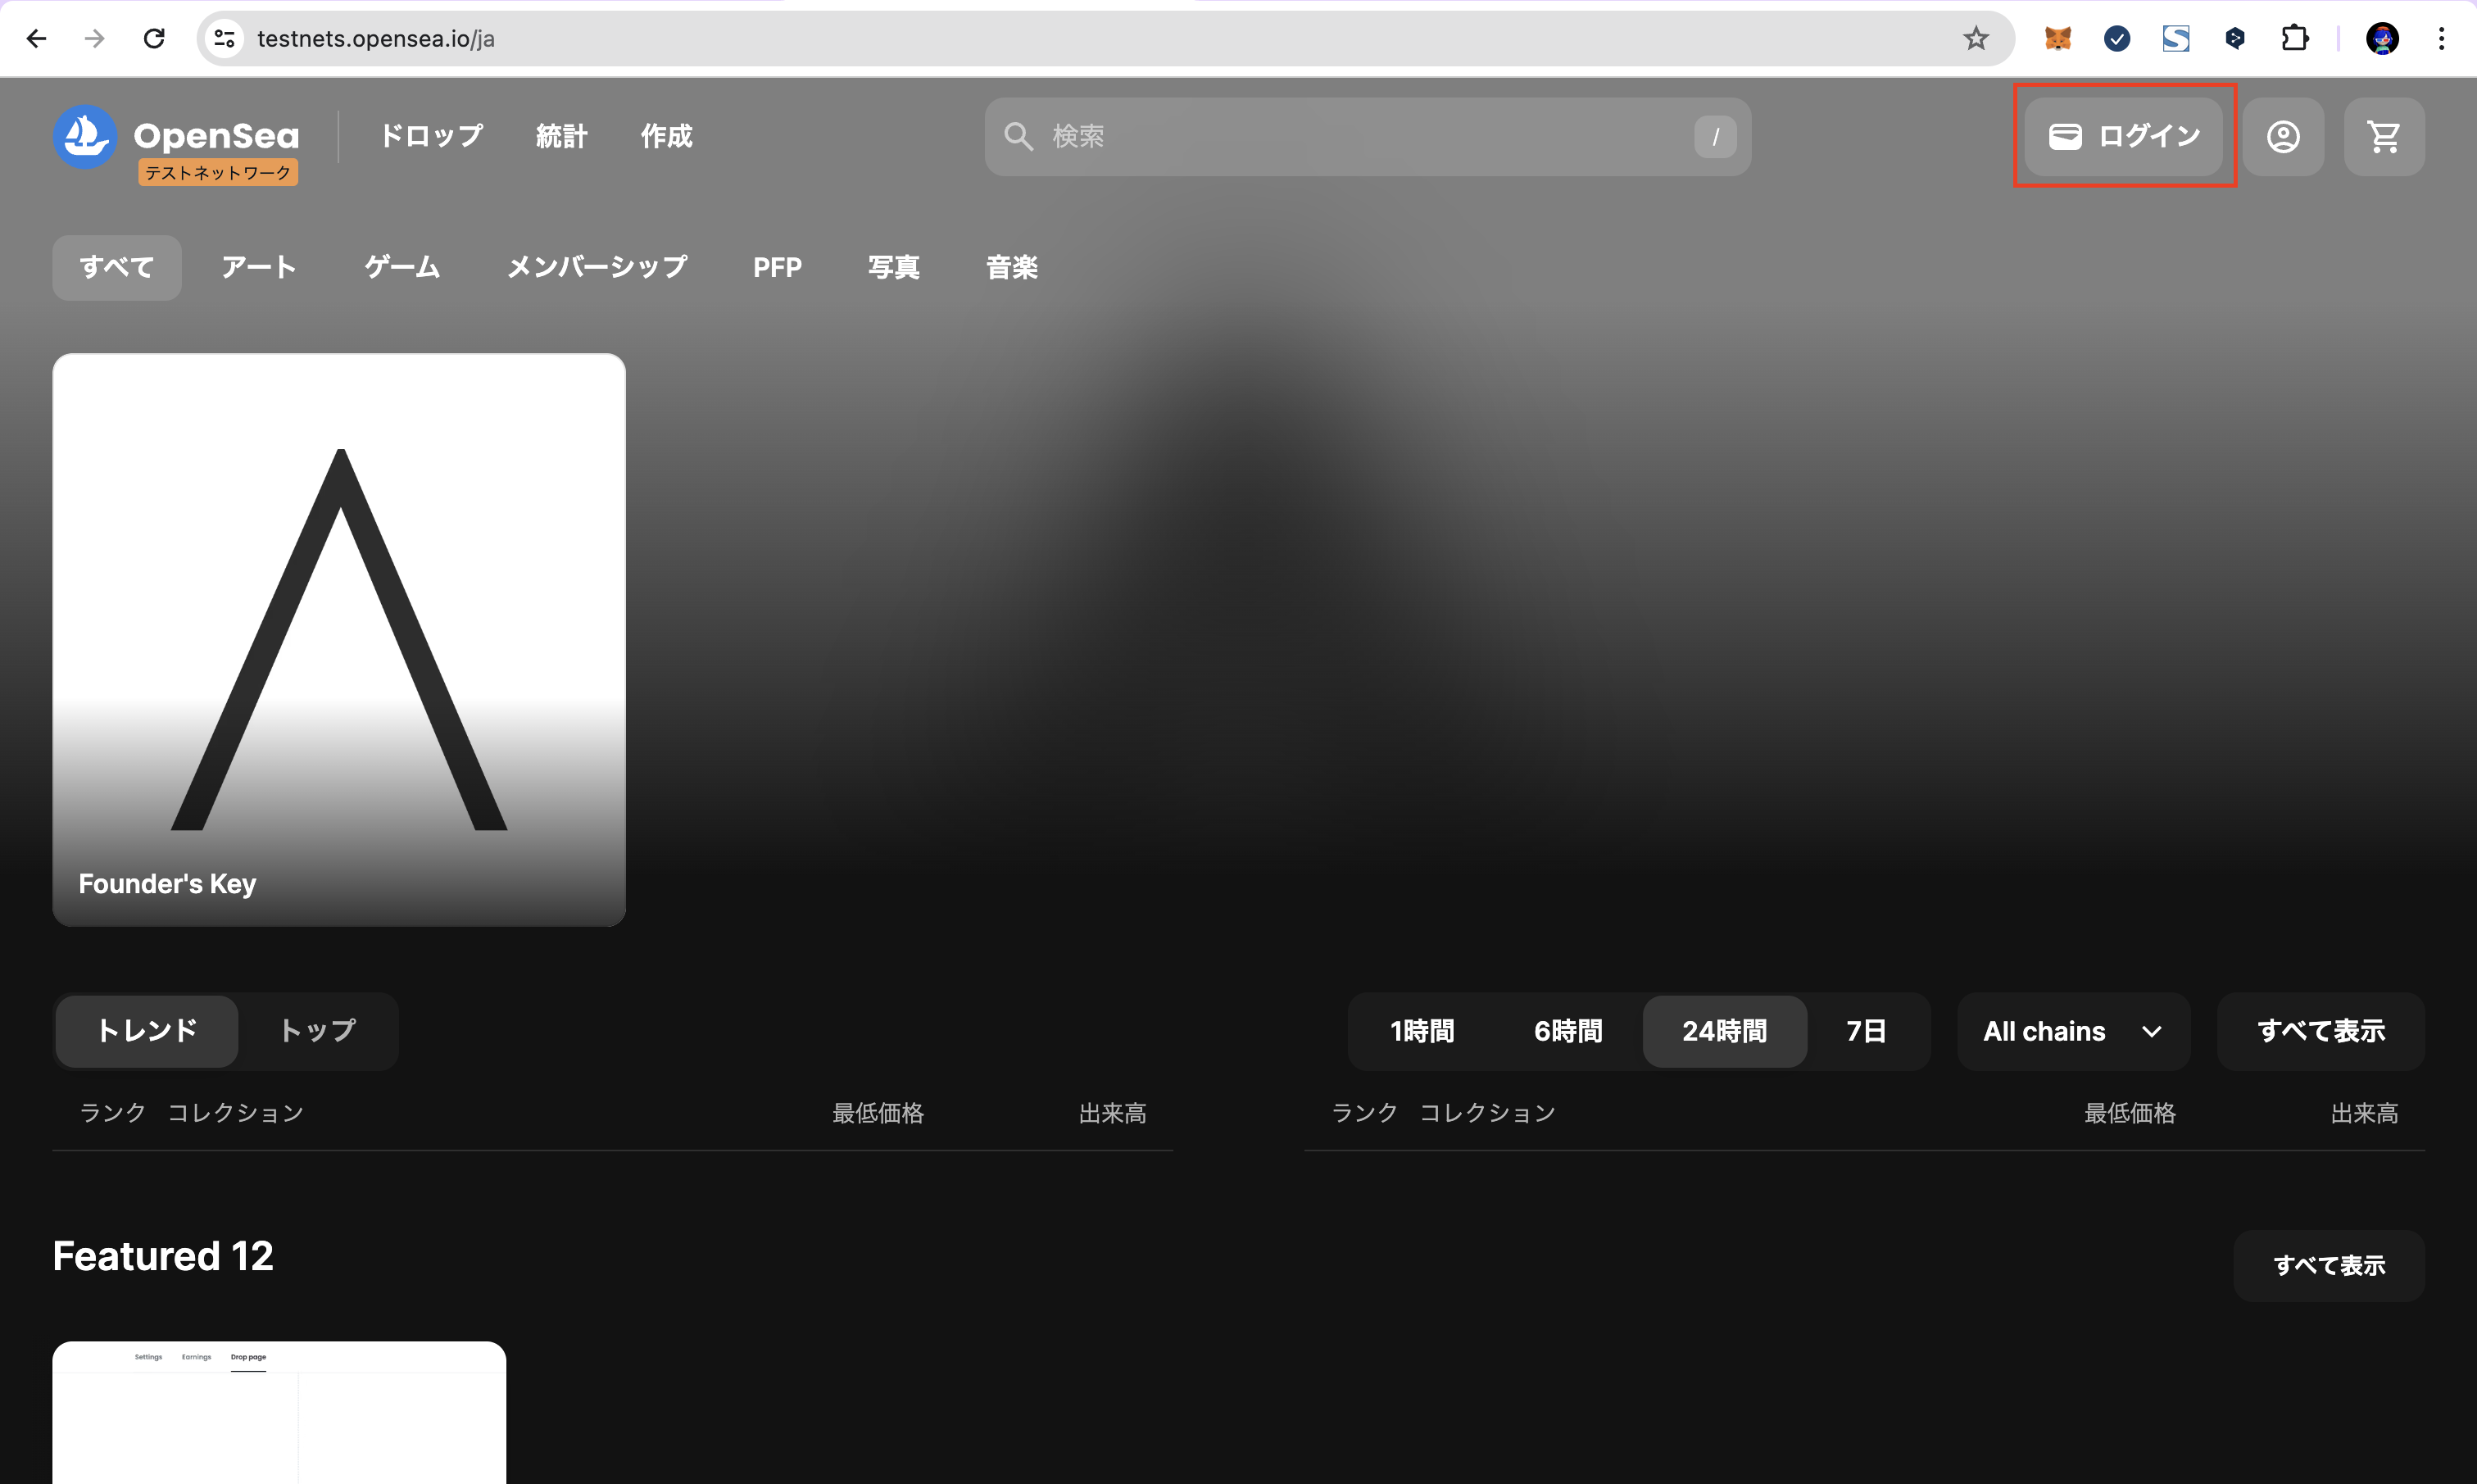 testnets.opensea.io/ja
OpenSea
テストネットワーク
ドロップ 統計 作成
検索 /
ログイン
すべて アート ゲーム メンバーシップ PFP 写真 音楽
Founder's Key
トレンド トップ
1時間 6時間 24時間 7日 All chains すべて表示
ランク コレクション 最低価格 出来高 ランク コレクション 最低価格 出来高
Featured 12
すべて表示
Settings Earnings Drop page